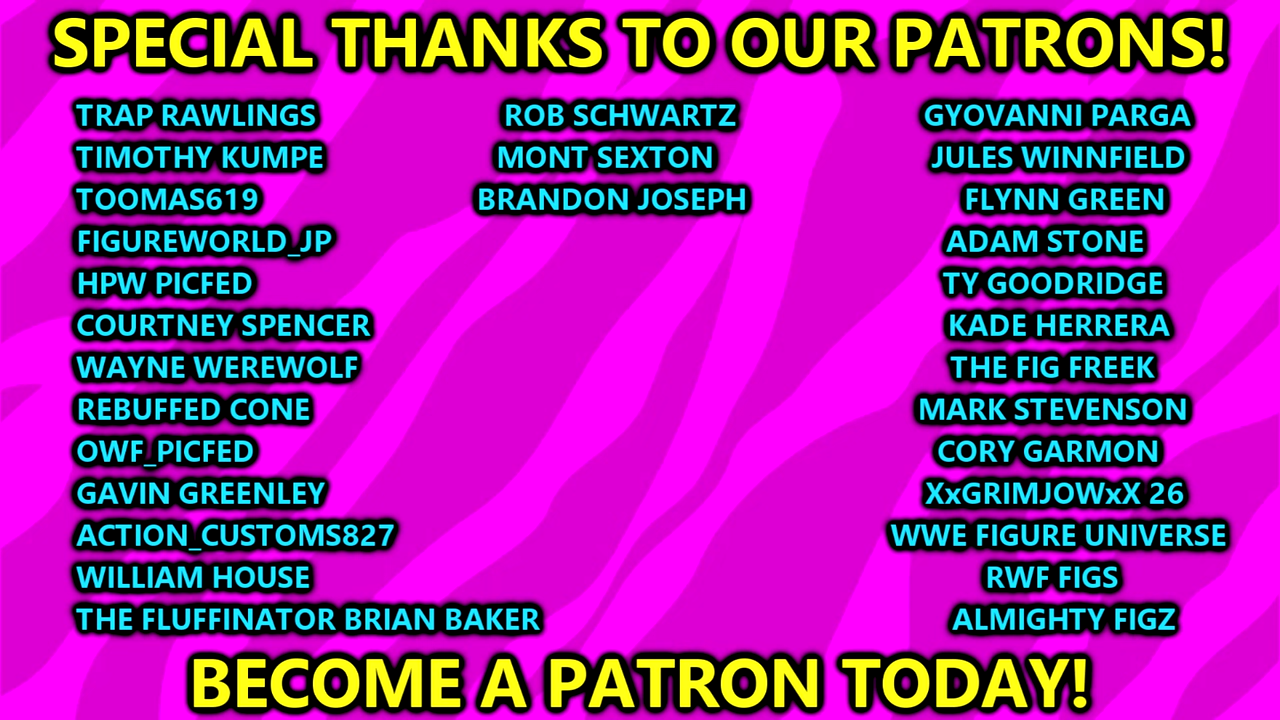 SPECIAL THANKS TO OUR PATRONS!
TRAP RAWLINGS
TIMOTHY KUMPE
TOOMAS619
FIGUREWORLD_JP
HPW PICFED
COURTNEY SPENCER
WAYNE WEREWOLF
REBUFFED CONE
OWF_PICFED
GAVIN GREENLEY
ACTION_CUSTOMS827
WILLIAM HOUSE
THE FLUFFINATOR BRIAN BAKER
ROB SCHWARTZ
MONT SEXTON
BRANDON JOSEPH
GYOVANNI PARGA
JULES WINNFIELD
FLYNN GREEN
ADAM STONE
TY GOODRIDGE
KADE HERRERA
THE FIG FREEK
MARK STEVENSON
CORY GARMON
XxGRIMJOWxX 26
WWE FIGURE UNIVERSE
RWF FIGS
ALMIGHTY FIGZ
BECOME A PATRON TODAY!